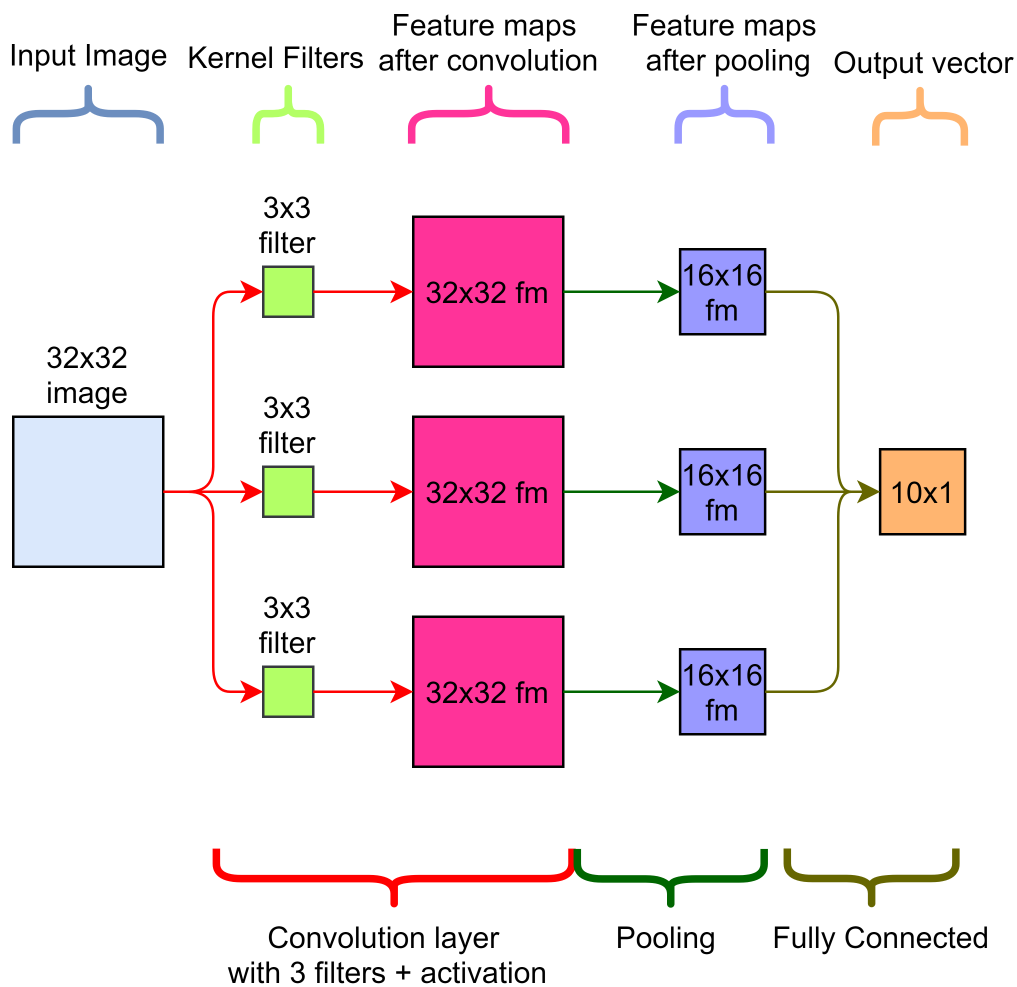 Input Image
Kernel Filters
Feature maps
after convolution
Feature maps
after pooling
Output vector
3x3
filter
32x32 fm
16x16
fm
32x32
image
3x3
filter
32x32 fm
16x16
fm
10x1
3x3
filter
32x32 fm
16x16
fm
Convolution layer
with 3 filters + activation
Pooling
Fully Connected